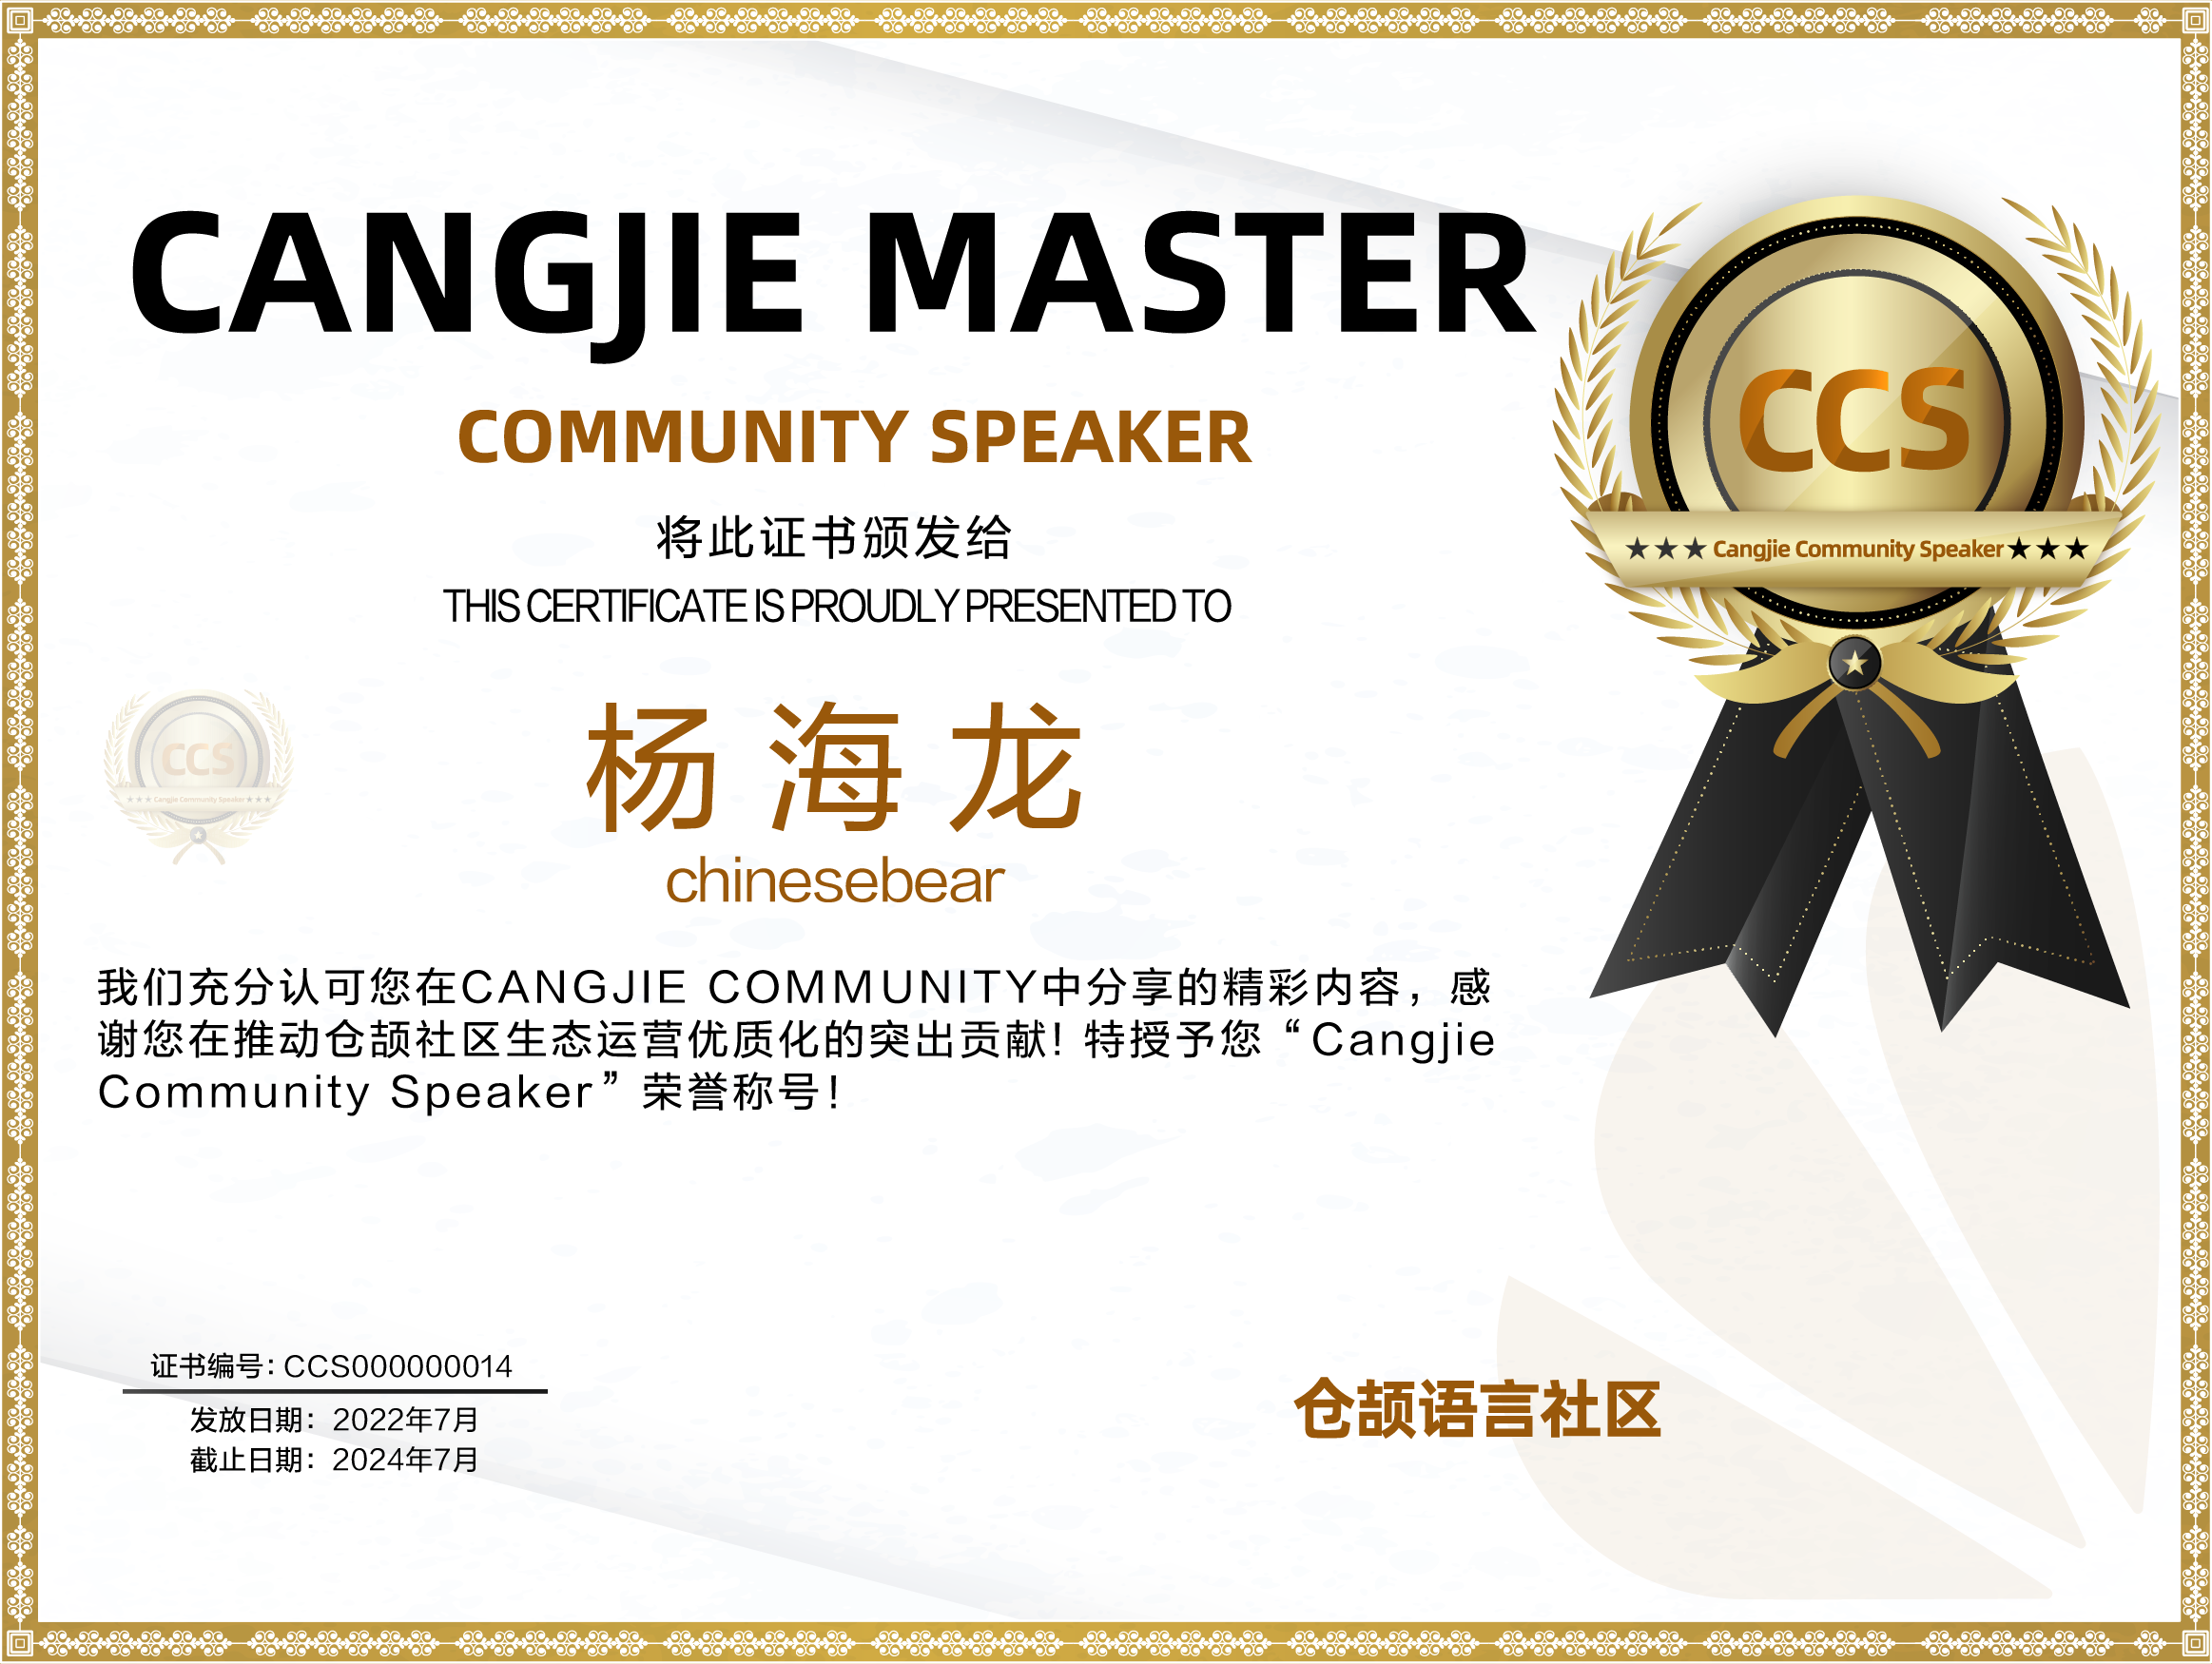 CANGJIE MASTER
COMMUNITY SPEAKER
将此证书颁发给
THIS CERTIFICATE IS PROUDLY PRESENTED TO
CCS
★★★Cangjie Community Speaker★★★
CCS
★★★Cangjie Community Speaker★★★
杨海龙
chinesebear
我们充分认可您在CANGJIE COMMUNITY中分享的精彩内容，感
谢您在推动仓颉社区生态运营优质化的突出贡献！特授予您“Cangjie
Community Speaker”荣誉称号！
证书编号：CCS000000014
发放日期：2022年7月
截止日期：2024年7月
仓颉语言社区